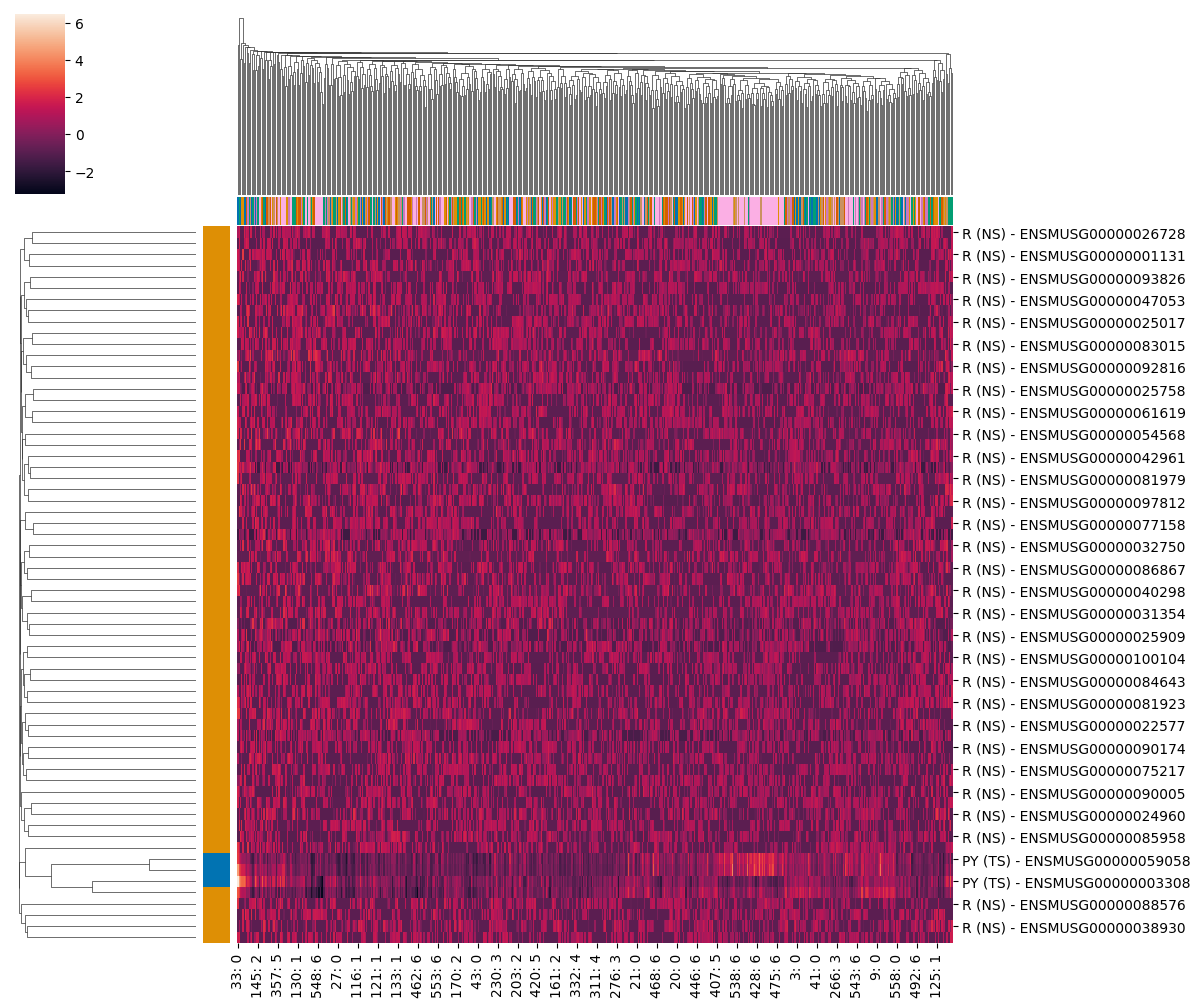 6
4
2
0
−2
R (NS) - ENSMUSG00000026728
R (NS) - ENSMUSG00000001131
R (NS) - ENSMUSG00000093826
R (NS) - ENSMUSG00000047053
R (NS) - ENSMUSG00000025017
R (NS) - ENSMUSG00000083015
R (NS) - ENSMUSG00000092816
R (NS) - ENSMUSG00000025758
R (NS) - ENSMUSG00000061619
R (NS) - ENSMUSG00000054568
R (NS) - ENSMUSG00000042961
R (NS) - ENSMUSG00000081979
R (NS) - ENSMUSG00000097812
R (NS) - ENSMUSG00000077158
R (NS) - ENSMUSG00000032750
R (NS) - ENSMUSG00000086867
R (NS) - ENSMUSG00000040298
R (NS) - ENSMUSG00000031354
R (NS) - ENSMUSG00000025909
R (NS) - ENSMUSG00000100104
R (NS) - ENSMUSG00000084643
R (NS) - ENSMUSG00000081923
R (NS) - ENSMUSG00000022577
R (NS) - ENSMUSG00000090174
R (NS) - ENSMUSG00000075217
R (NS) - ENSMUSG00000090005
R (NS) - ENSMUSG00000024960
R (NS) - ENSMUSG00000085958
PY (TS) - ENSMUSG00000059058
PY (TS) - ENSMUSG00000003308
R (NS) - ENSMUSG00000088576
R (NS) - ENSMUSG00000038930
33: 0
145: 2
357: 5
130: 1
548: 6
27: 0
116: 1
121: 1
133: 1
462: 6
553: 6
170: 2
43: 0
230: 3
203: 2
420: 5
161: 2
332: 4
311: 4
276: 3
21: 0
468: 6
20: 0
446: 6
407: 5
538: 6
428: 6
475: 6
3: 0
41: 0
266: 3
543: 6
9: 0
558: 0
492: 6
125: 1